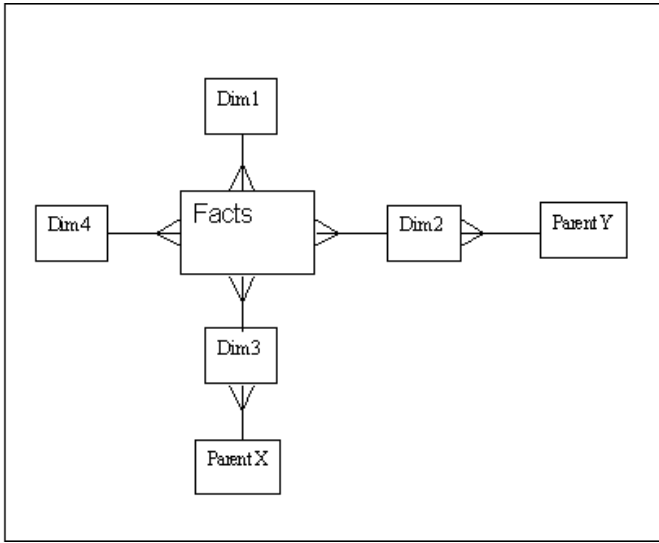 Dim1
Facts
Dim4
Dim2
Parent Y
Dim3
Parent X